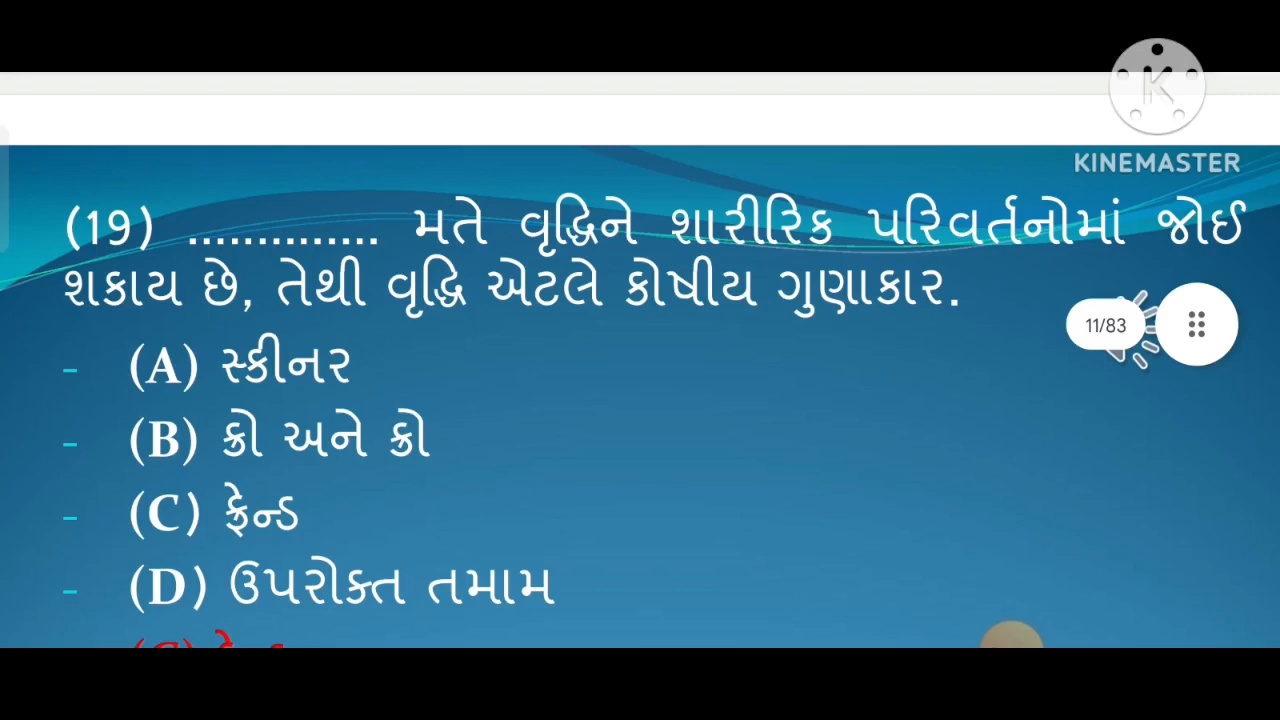 KINEMASTER
(19) .............. મતે વૃદ્ધિને શારીરિક પરિવર્તનોમાં જોઈ
શકાય છે, તેથી વૃદ્ધિ એટલે કોષીય ગુણાકાર.
11/83
- (A) સ્કીનર
- (B) ક્રો અને ક્રો
- (C) ફ્રેન્ડ
- (D) ઉપરોક્ત તમામ